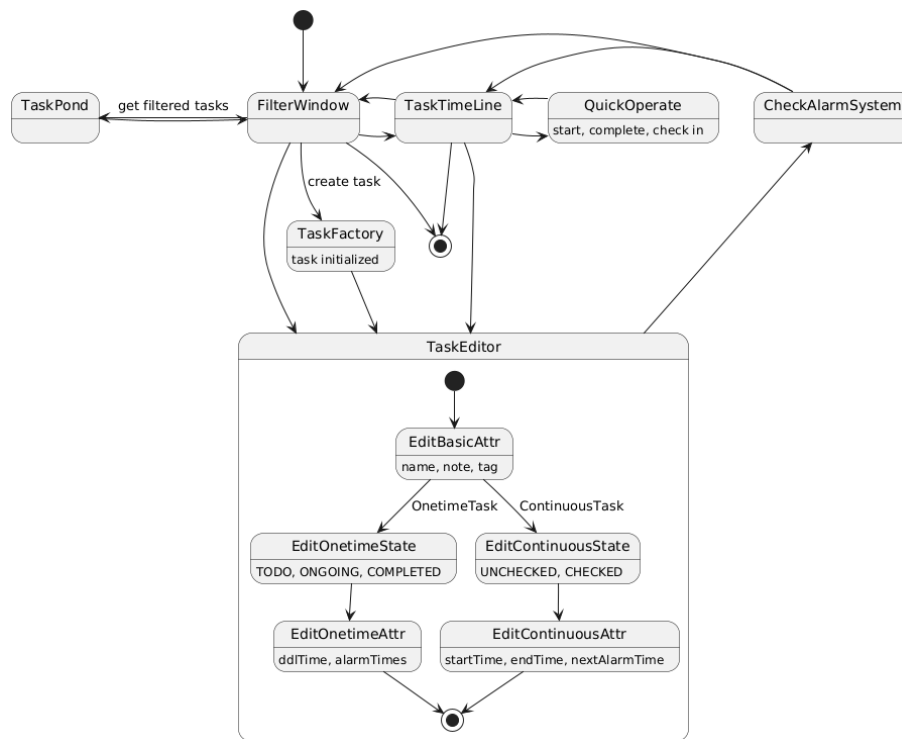 TaskPond
get filtered tasks
FilterWindow
TaskTimeLine
QuickOperate
start, complete, check in
CheckAlarmSystem
create task
TaskFactory
task initialized
TaskEditor
EditBasicAttr
name, note, tag
OnetimeTask
ContinuousTask
EditOnetimeState
TODO, ONGOING, COMPLETED
EditContinuousState
UNCHECKED, CHECKED
EditOnetimeAttr
ddlTime, alarmTimes
EditContinuousAttr
startTime, endTime, nextAlarmTime